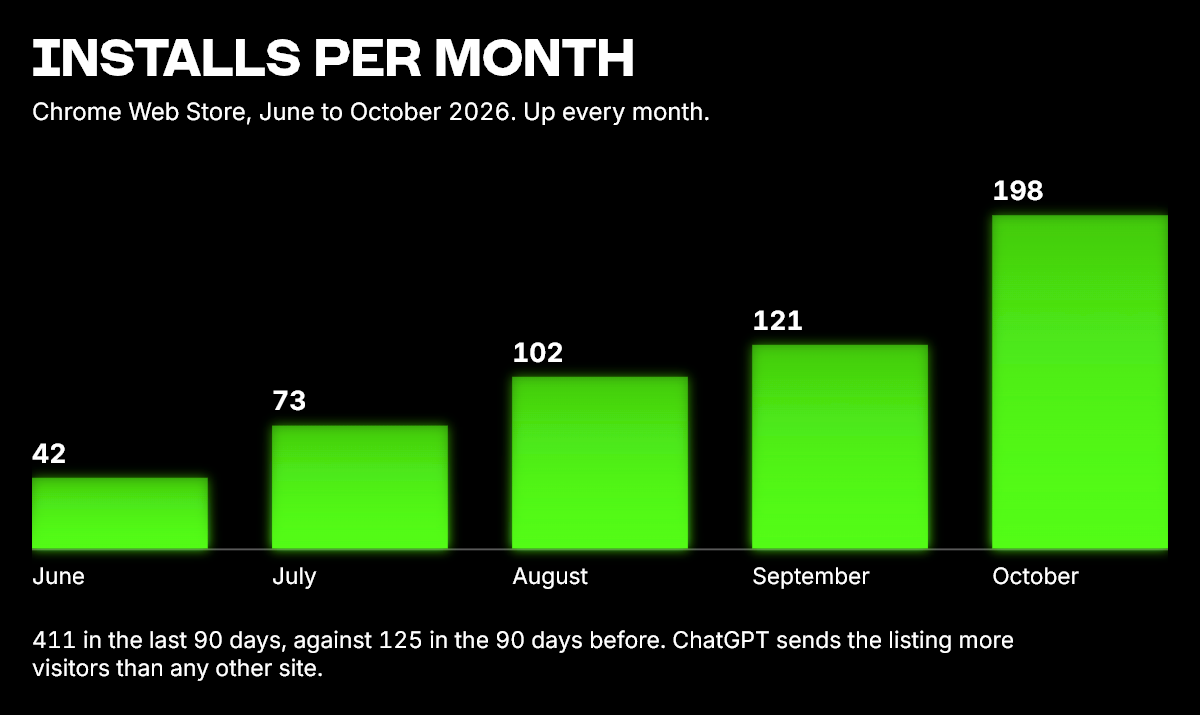 INSTALLS PER MONTH
Chrome Web Store, June to October 2026. Up every month.
198
121
102
73
42
June July August September October
411 in the last 90 days, against 125 in the 90 days before. ChatGPT sends the listing more
visitors than any other site.